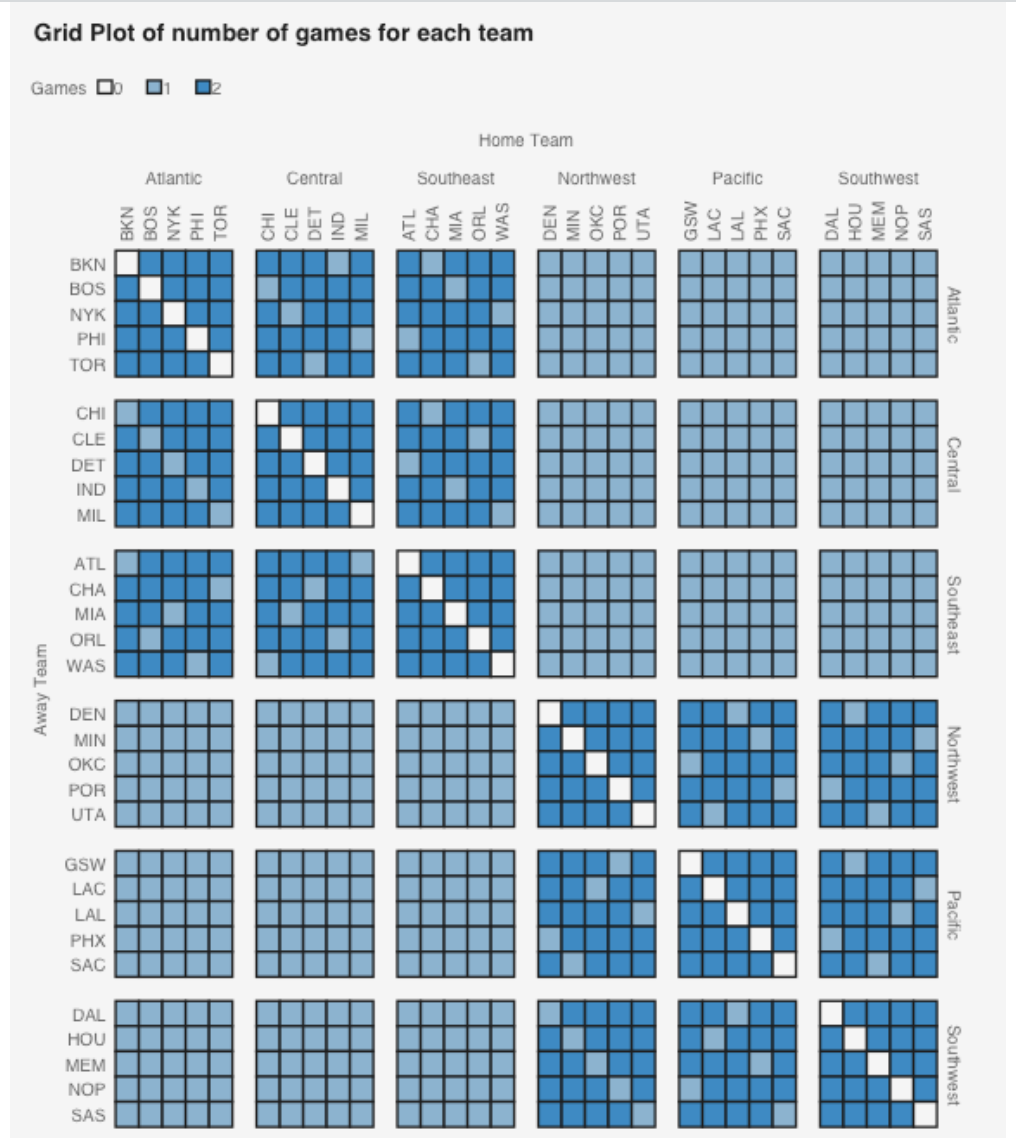 Grid Plot of number of games for each team
Games 0 1 2
Home Team
Atlantic Central Southeast Northwest Pacific Southwest
BKN BOS NYK PHI TOR CHI CLE DET IND MIL ATL CHA MIA ORL WAS DEN MIN OKC POR UTA GSW LAC LAL PHX SAC DAL HOU MEM NOP SAS
BKN
BOS
NYK
PHI
TOR
Atlantic
CHI
CLE
DET
IND
MIL
Central
ATL
CHA
MIA
ORL
WAS
Southeast
Away Team
DEN
MIN
OKC
POR
UTA
Northwest
GSW
LAC
LAL
PHX
SAC
Pacific
DAL
HOU
MEM
NOP
SAS
Southwest